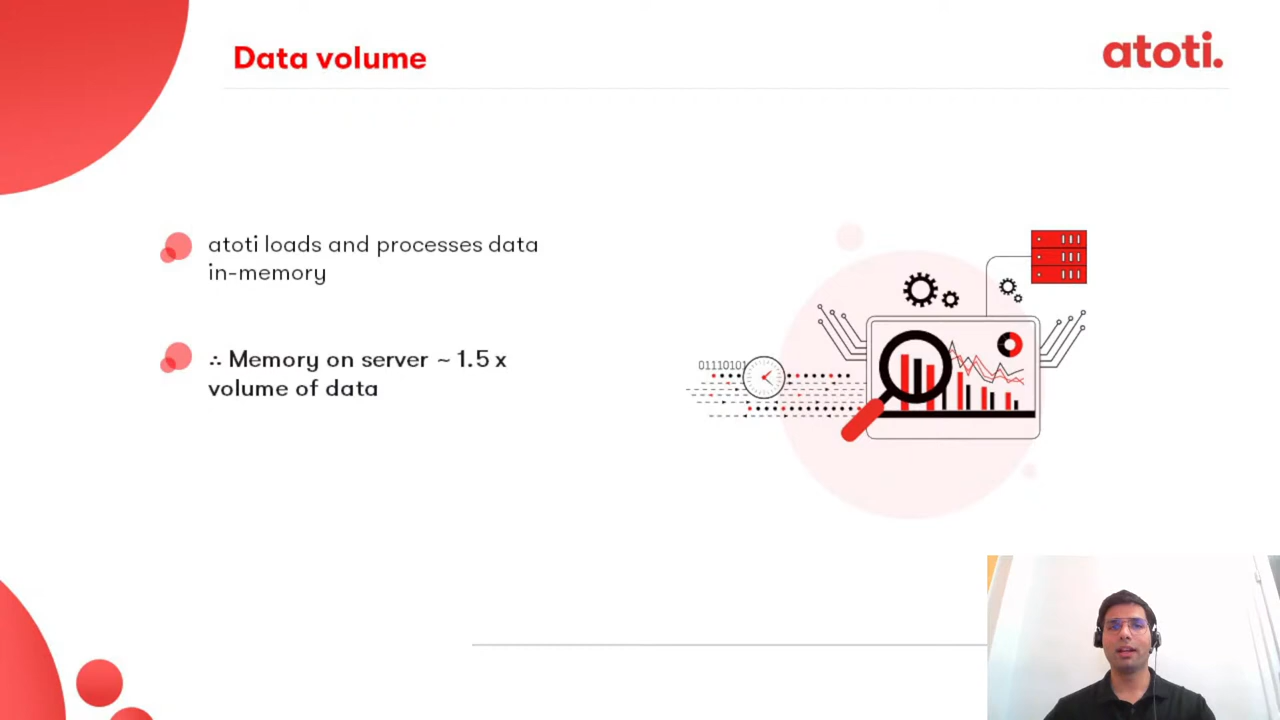 Data volume
atoti.
atoti loads and processes data
in-memory
∴ Memory on server ~ 1.5 x
volume of data
01110101